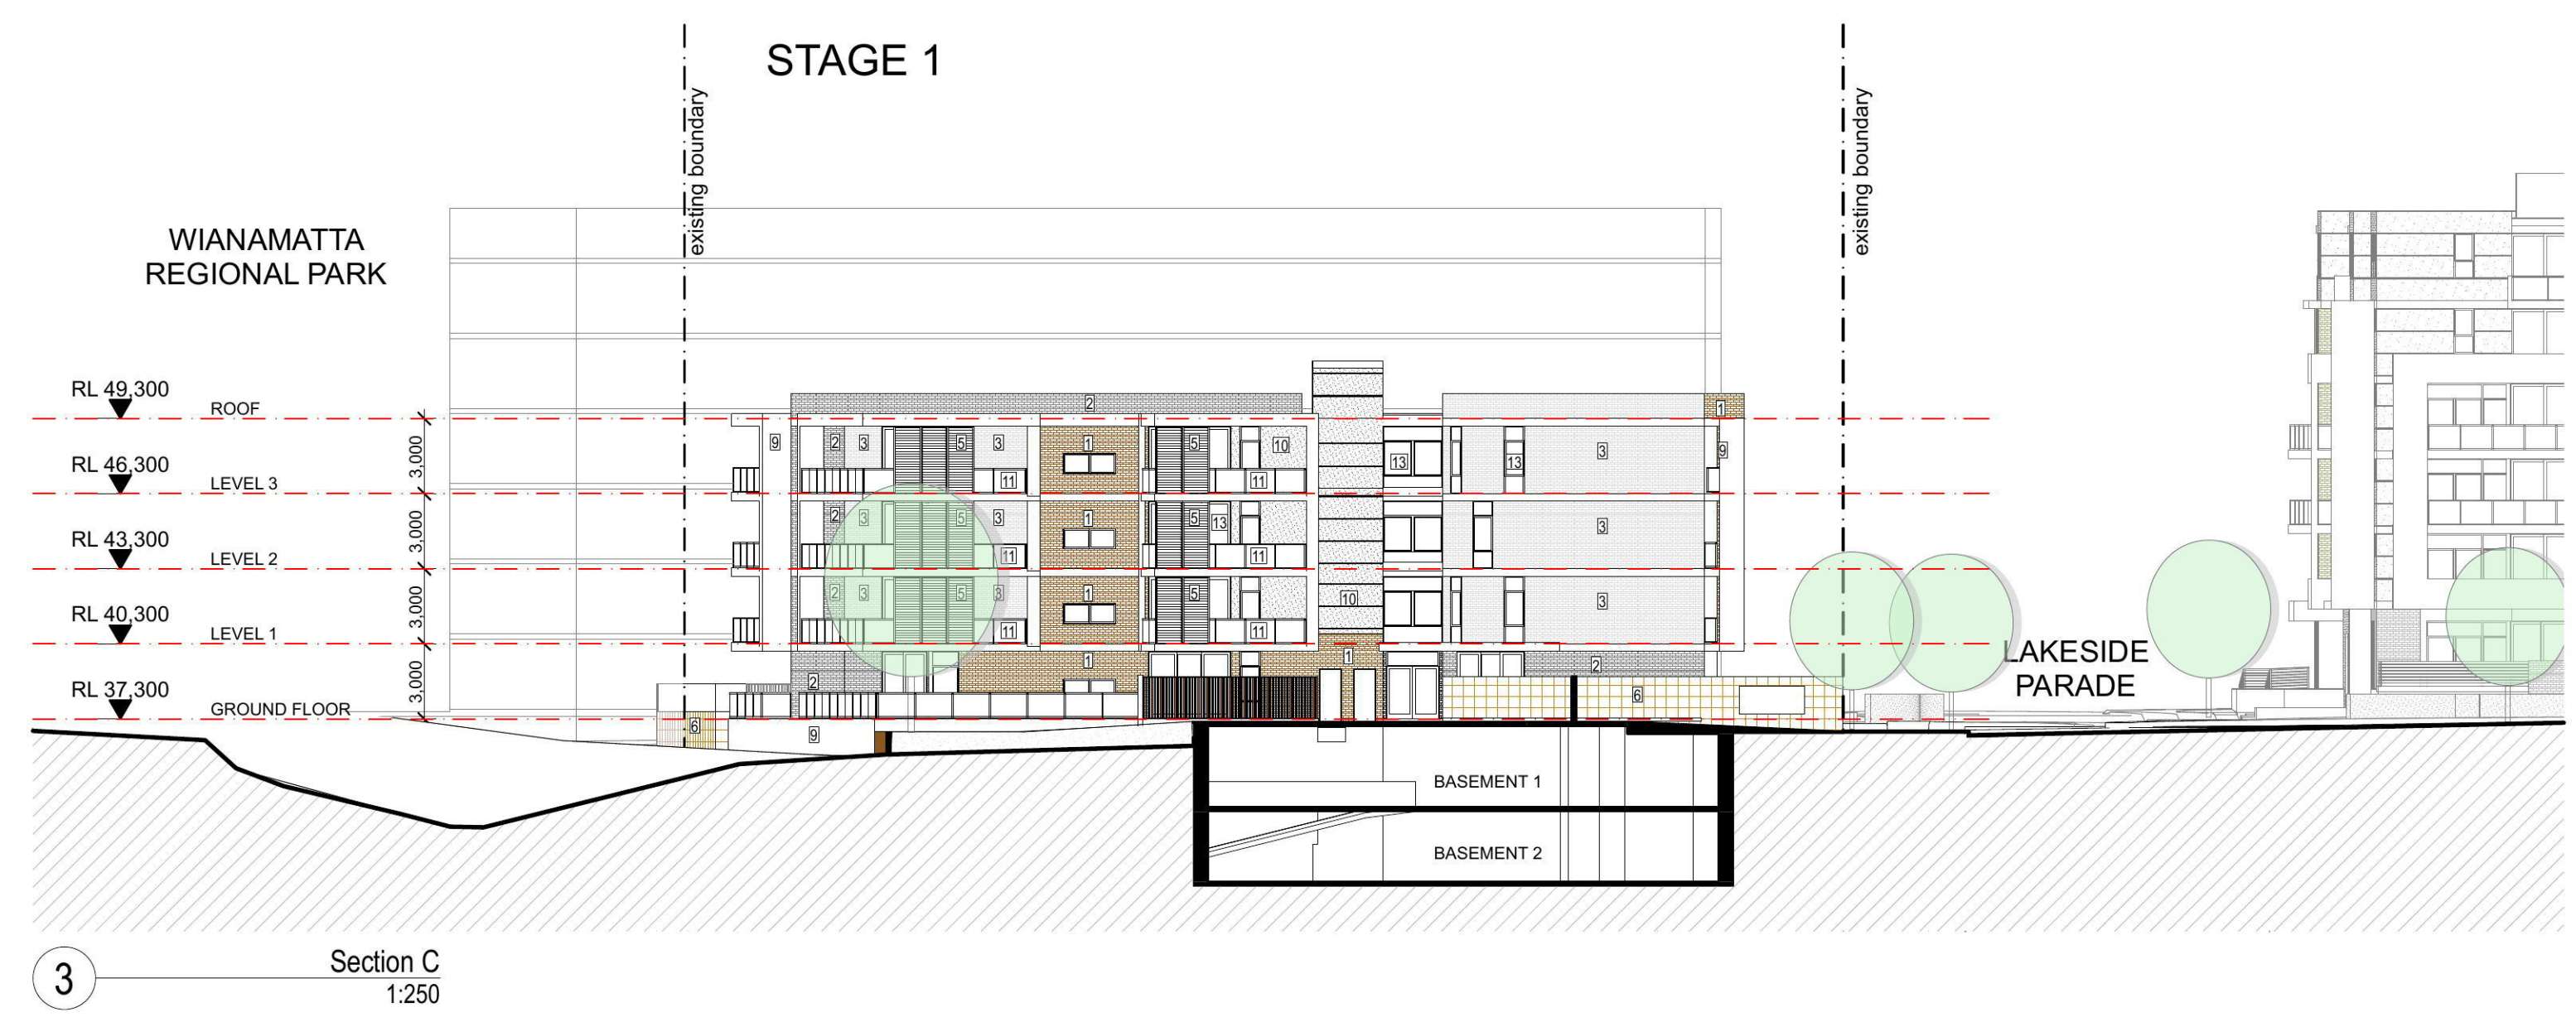 STAGE 1
existing boundary
existing boundary
WIANAMATTA
REGIONAL PARK
RL 49,300
ROOF
2
1
3,000
9
2
3
5
3
1
5
10
13
13
3
9
RL 46,300
LEVEL 3
11
11
3,000
2
3
5
3
1
5
13
3
RL 43,300
LEVEL 2
11
11
3,000
2
3
5
3
1
5
10
3
RL 40,300
LEVEL 1
11
11
LAKESIDE
PARADE
3,000
1
1
2
2
RL 37,300
GROUND FLOOR
6
6
9
BASEMENT 1
BASEMENT 2
3
Section C
1:250